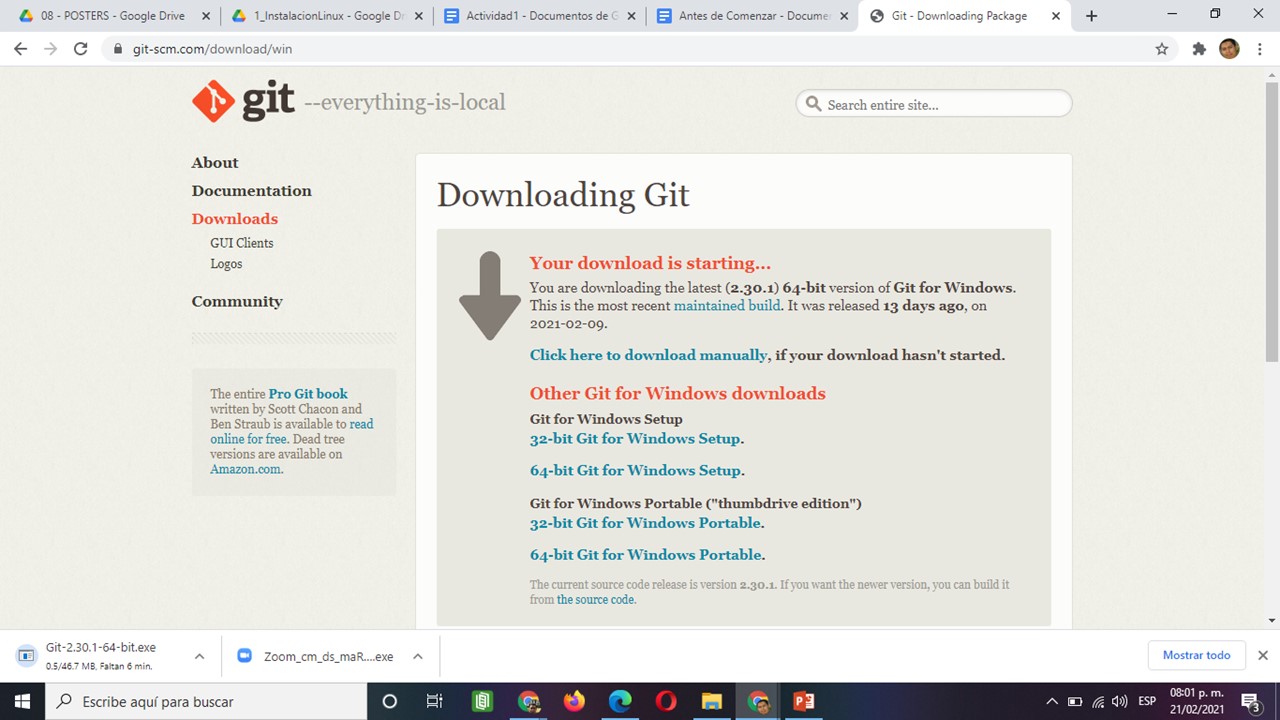 08 - POSTERS - Google Drive
1_InstalacionLinux - Google Dri
Actividad1 - Documentos de G
Antes de Comenzar - Documen
Git - Downloading Package
git-scm.com/download/win
git --everything-is-local
Search entire site...
About
Documentation
Downloads
GUI Clients
Logos
Community
The entire Pro Git book
written by Scott Chacon and
Ben Straub is available to read
online for free. Dead tree
versions are available on
Amazon.com.
Downloading Git
Your download is starting...
You are downloading the latest (2.30.1) 64-bit version of Git for Windows.
This is the most recent maintained build. It was released 13 days ago, on
2021-02-09.
Click here to download manually, if your download hasn't started.
Other Git for Windows downloads
Git for Windows Setup
32-bit Git for Windows Setup.
64-bit Git for Windows Setup.
Git for Windows Portable ("thumbdrive edition")
32-bit Git for Windows Portable.
64-bit Git for Windows Portable.
The current source code release is version 2.30.1. If you want the newer version, you can build it
from the source code.
Git-2.30.1-64-bit.exe
0.5/46.7 MB, Faltan 6 min.
Zoom_cm_ds_maR....exe
Mostrar todo
Escribe aquí para buscar
ESP
08:01 p. m.
21/02/2021
3